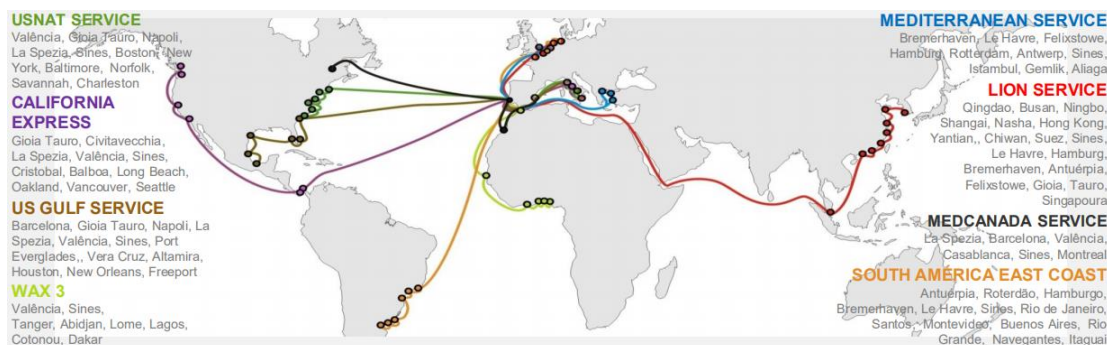 USNAT SERVICE
Valência, Gioia Tauro, Napoli,
La Spezia, Sines, Boston, New
York, Baltimore, Norfolk,
Savannah, Charleston
CALIFORNIA
EXPRESS
Gioia Tauro, Civitavecchia,
La Spezia, Valência, Sines,
Cristobal, Balboa, Long Beach,
Oakland, Vancouver, Seattle
US GULF SERVICE
Barcelona, Gioia Tauro, Napoli, La
Spezia, Valência, Sines, Port
Everglades,, Vera Cruz, Altamira,
Houston, New Orleans, Freeport
WAX 3
Valência, Sines,
Tanger, Abidjan, Lome, Lagos,
Cotonou, Dakar
MEDITERRANEAN SERVICE
Bremerhaven, Le Havre, Felixstowe,
Hamburg, Rotterdam, Antwerp, Sines,
Istambul, Gemlik, Aliaga
LION SERVICE
Qingdao, Busan, Ningbo,
Shangai, Nasha, Hong Kong,
Yantian,, Chiwan, Suez, Sines,
Le Havre, Hamburg,
Bremerhaven, Antuérpia,
Felixstowe, Gioia, Tauro,
Singapoura
MEDCANADA SERVICE
La Spezia, Barcelona, Valência,
Casablanca, Sines, Montreal
SOUTH AMÉRICA EAST COAST
Antuérpia, Roterdão, Hamburgo,
Bremerhaven, Le Havre, Sines, Rio de Janeiro,
Santos , Montevideo, Buenos Aires, Rio
Grande, Navegantes, Itaguai